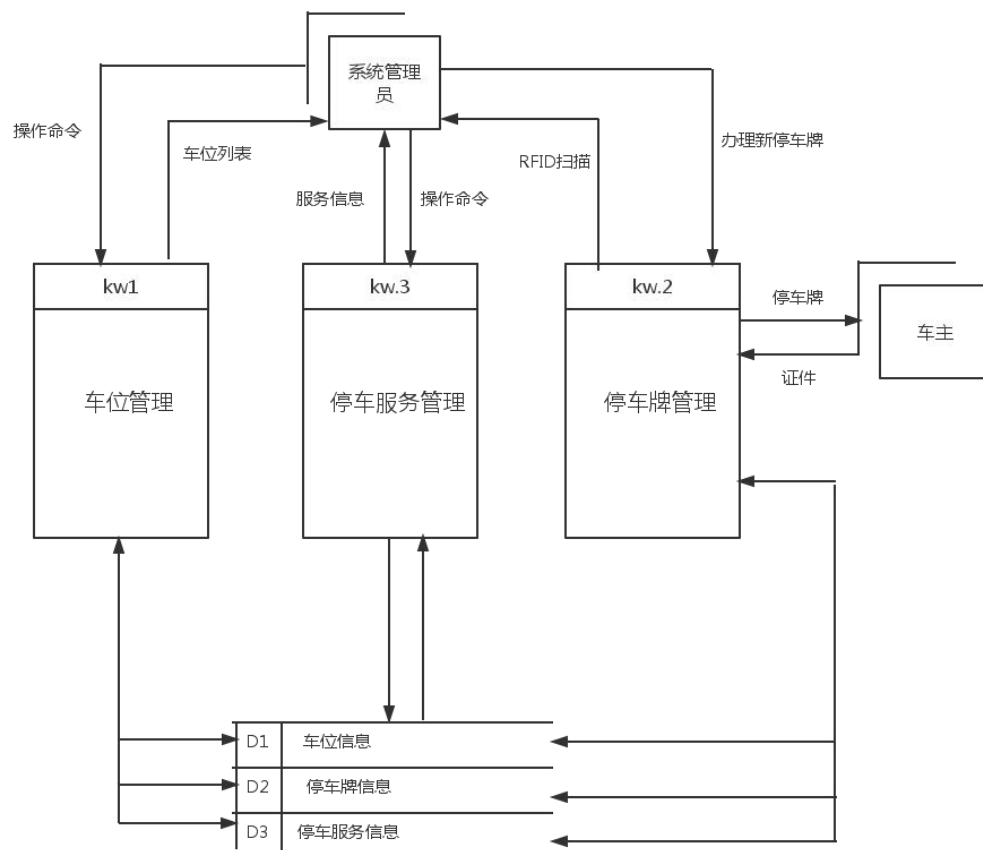 系统管理
员
操作命令
车位列表
服务信息
操作命令
RFID扫描
办理新停车牌
kw1
kw.3
kw.2
停车牌
车主
证件
车位管理
停车服务管理
停车牌管理
D1
车位信息
D2
停车牌信息
D3
停车服务信息